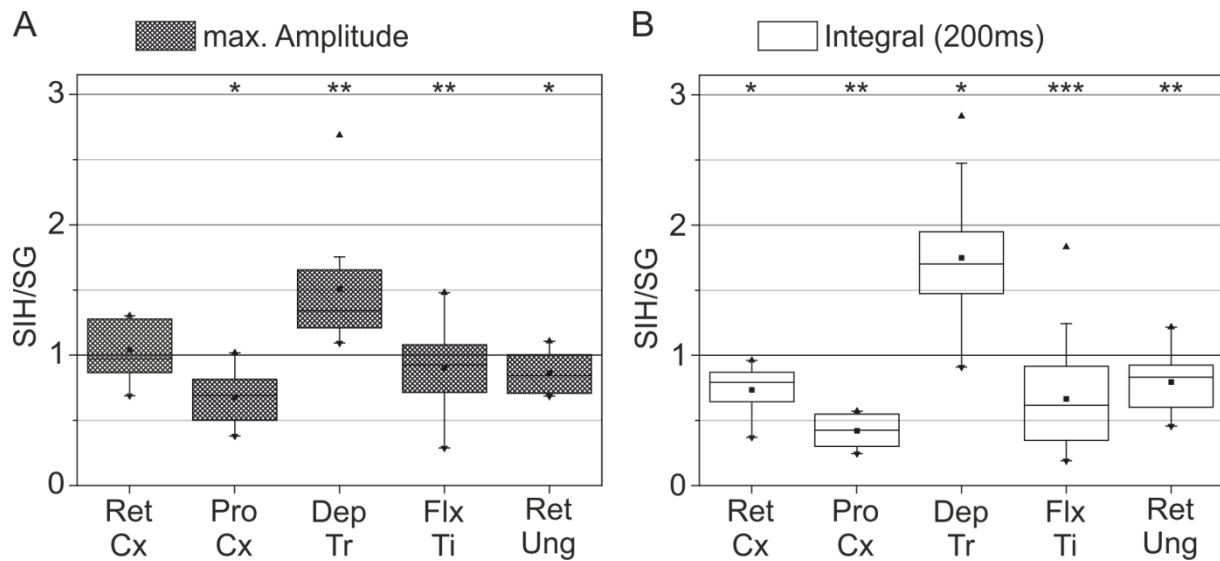 A
max. Amplitude
SIH/SG
3
2
1
0
* ** ** *
Ret Pro Dep Flx Ret
Cx Cx Tr Ti Ung
B
Integral (200ms)
SIH/SG
3
2
1
0
* ** * *** **
Ret Pro Dep Flx Ret
Cx Cx Tr Ti Ung